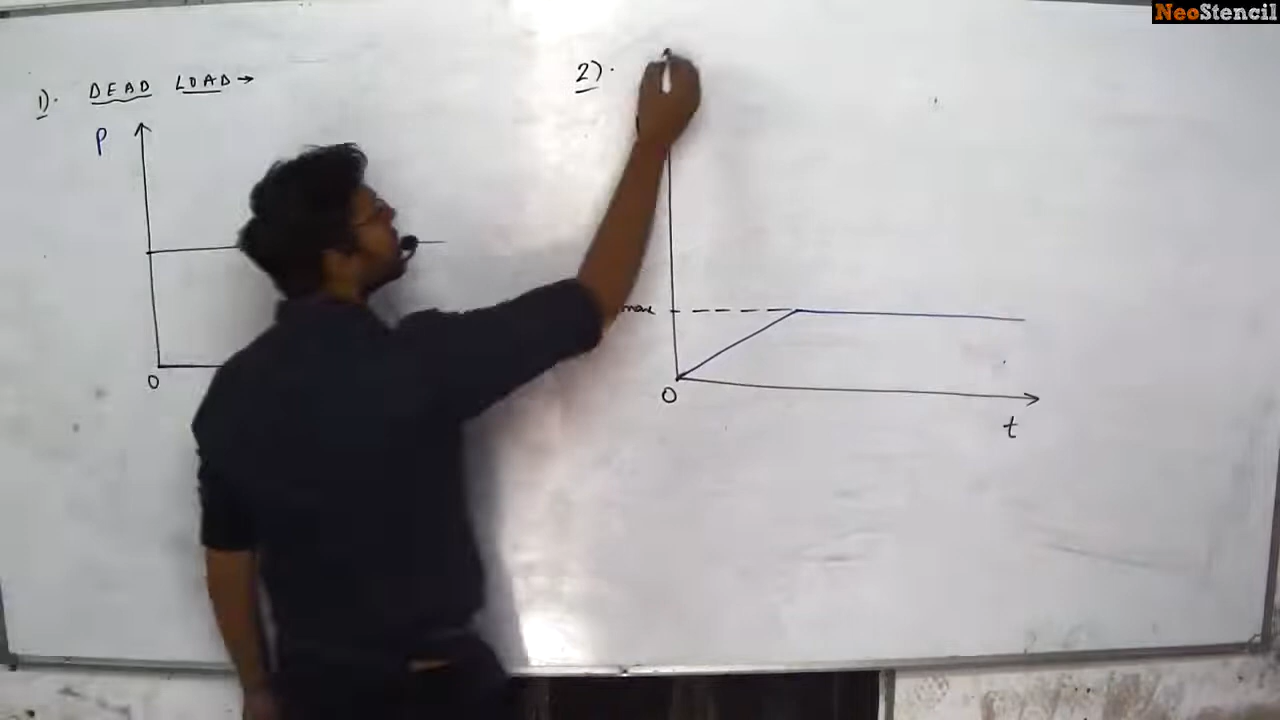 NeoStencil
1). DEAD LOAD →
P
0
2).
max
0
t